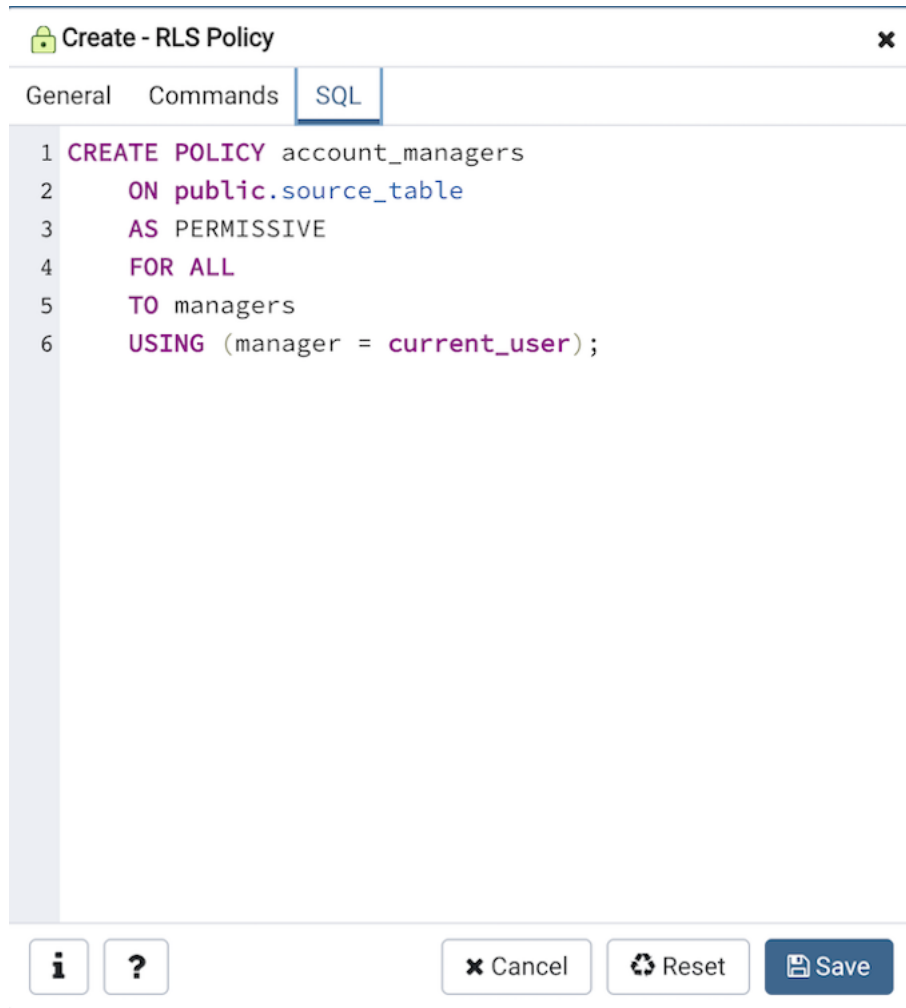 Create - RLS Policy
General Commands SQL
1 CREATE POLICY account_managers
2 ON public.source_table
3 AS PERMISSIVE
4 FOR ALL
5 TO managers
6 USING (manager = current_user);
i ? Cancel Reset Save